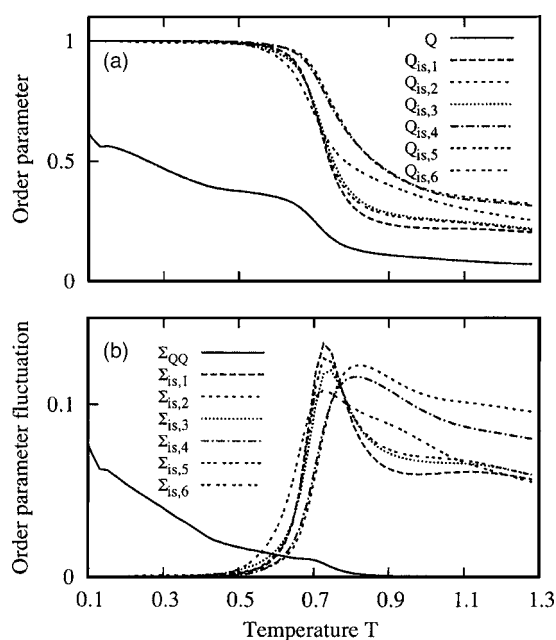 1
(a)
Q
Q_is,1
Q_is,2
Q_is,3
Q_is,4
Q_is,5
Q_is,6
Order parameter
0.5
0
(b)
Σ_QQ
Σ_is,1
Σ_is,2
Σ_is,3
Σ_is,4
Σ_is,5
Σ_is,6
Order parameter fluctuation
0.1
0
0.1 0.3 0.5 0.7 0.9 1.1 1.3
Temperature T